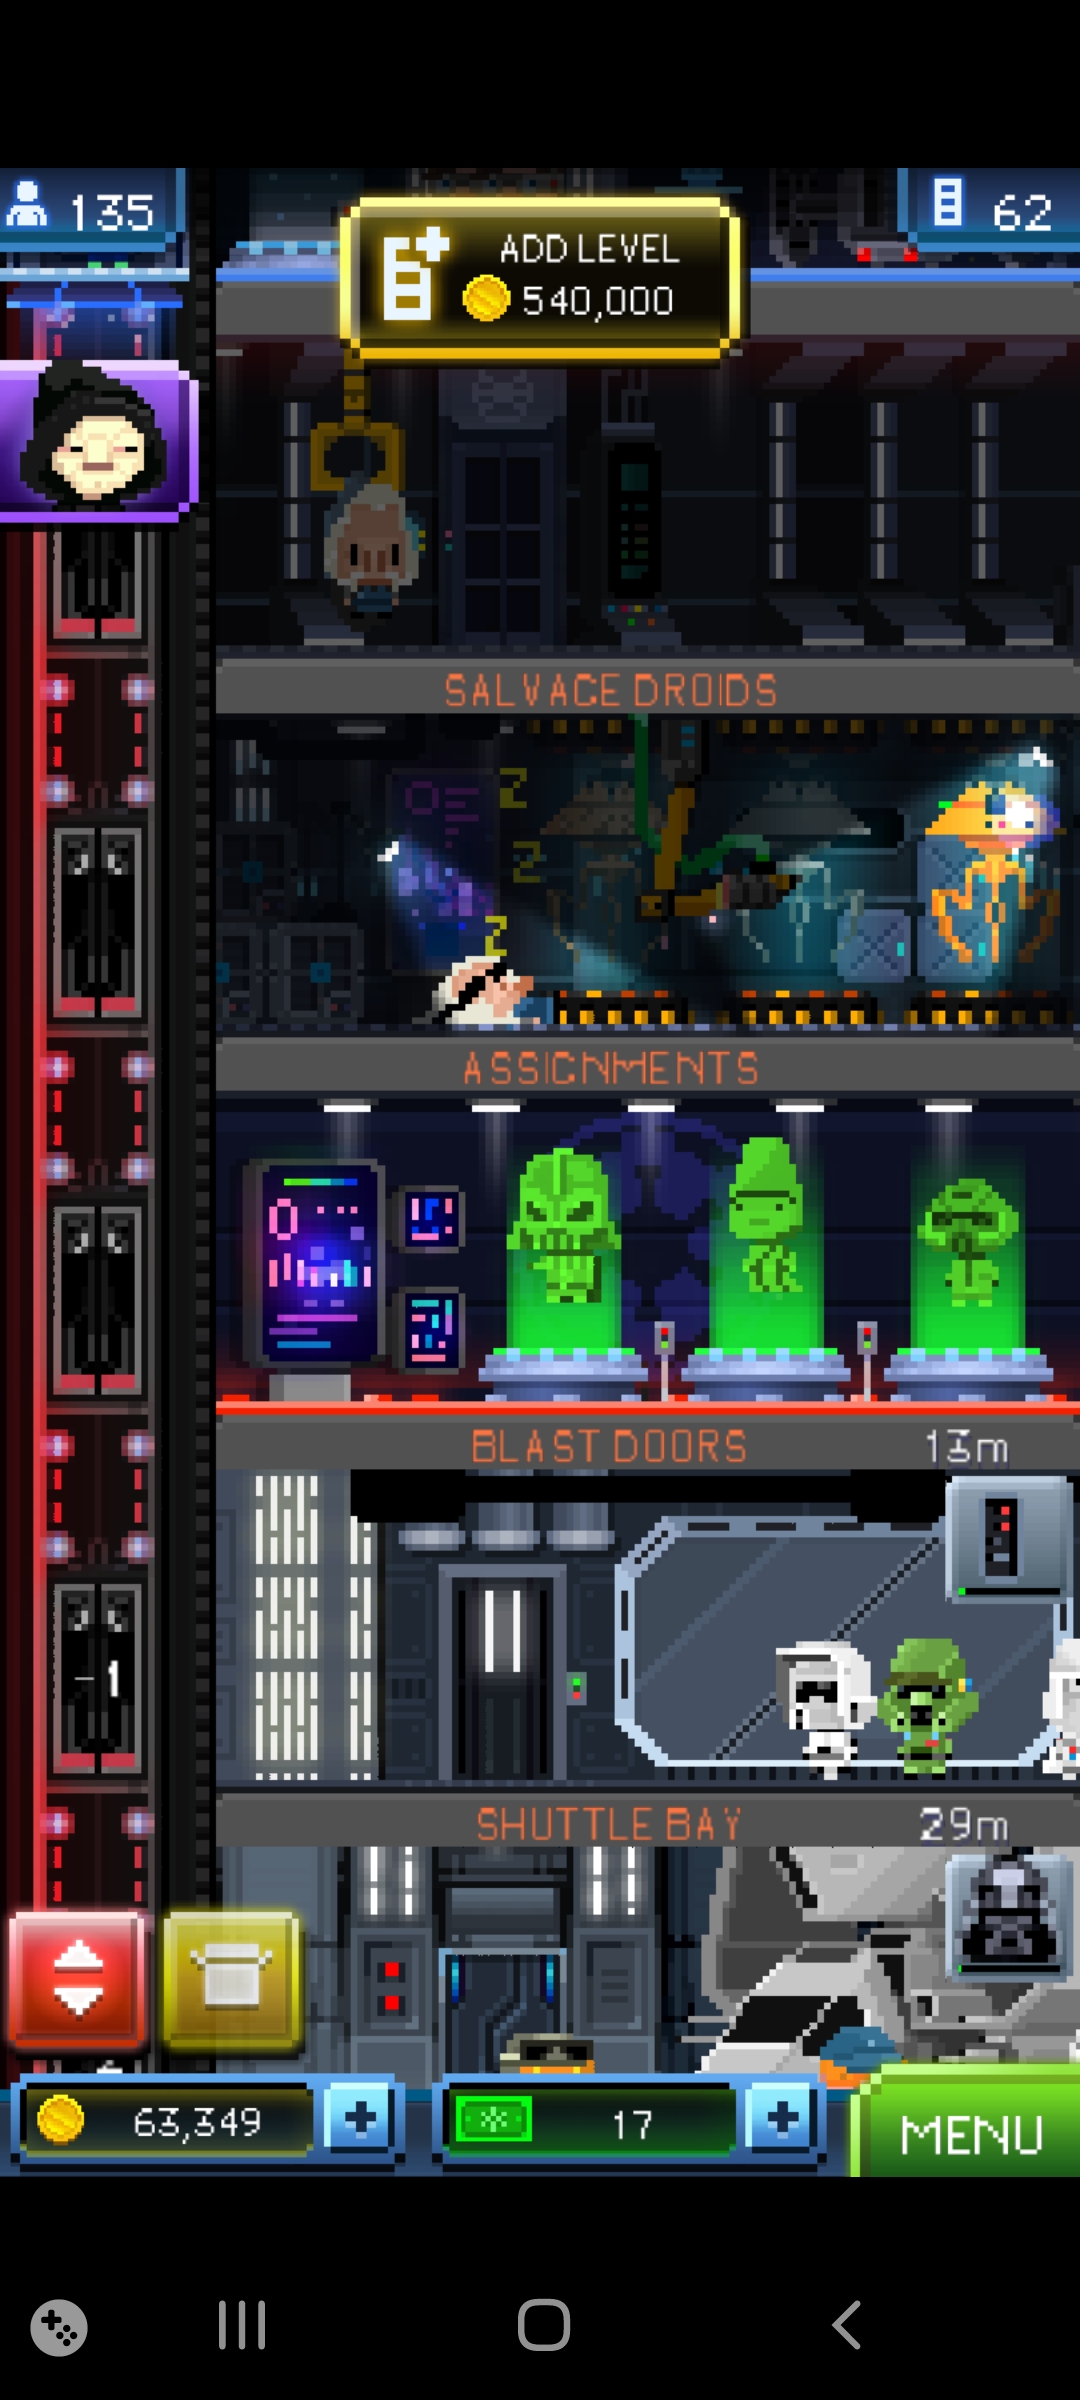 135
62
ADD LEVEL
540,000
SALVAGE DROIDS
Z
Z
Z
ASSIGNMENTS
BLAST DOORS 13m
-1
SHUTTLE BAY 29m
63,349
17
MENU